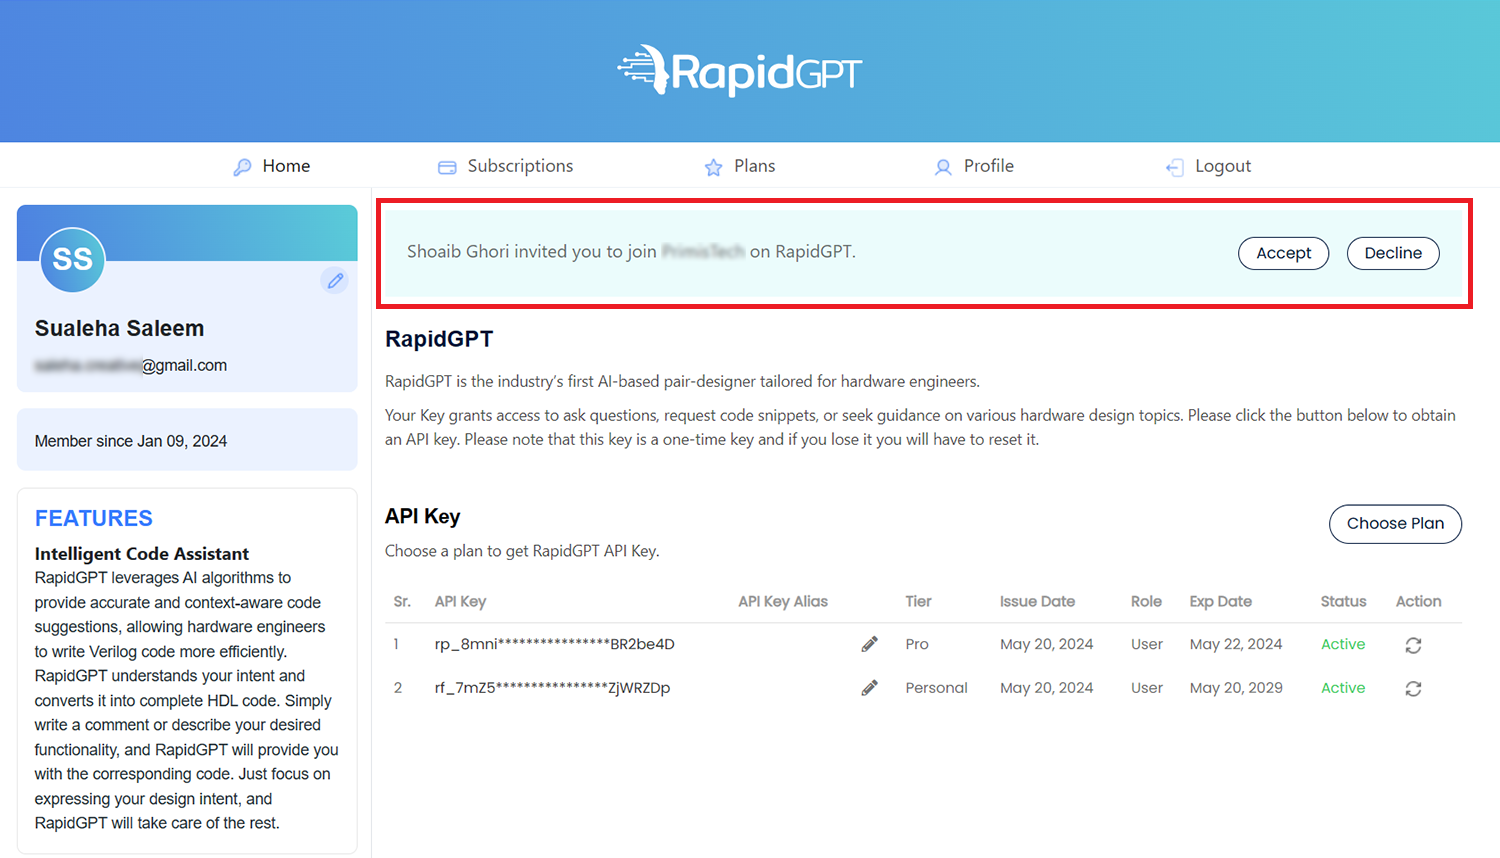 RapidGPT
Home
Subscriptions
Plans
Profile
Logout
SS
Sualeha Saleem
@gmail.com
Member since Jan 09, 2024
FEATURES
Intelligent Code Assistant
RapidGPT leverages AI algorithms to
provide accurate and context-aware code
suggestions, allowing hardware engineers
to write Verilog code more efficiently.
RapidGPT understands your intent and
converts it into complete HDL code. Simply
write a comment or describe your desired
functionality, and RapidGPT will provide you
with the corresponding code. Just focus on
expressing your design intent, and
RapidGPT will take care of the rest.
Shoaib Ghori invited you to join on RapidGPT.
Accept
Decline
RapidGPT
RapidGPT is the industry’s first AI-based pair-designer tailored for hardware engineers.
Your Key grants access to ask questions, request code snippets, or seek guidance on various hardware design topics. Please click the button below to obtain
an API key. Please note that this key is a one-time key and if you lose it you will have to reset it.
API Key
Choose Plan
Choose a plan to get RapidGPT API Key.
Sr. API Key API Key Alias Tier Issue Date Role Exp Date Status Action
1 rp_8mni****************BR2be4D Pro May 20, 2024 User May 22, 2024 Active
2 rf_7mZ5****************ZjWRZDp Personal May 20, 2024 User May 20, 2029 Active